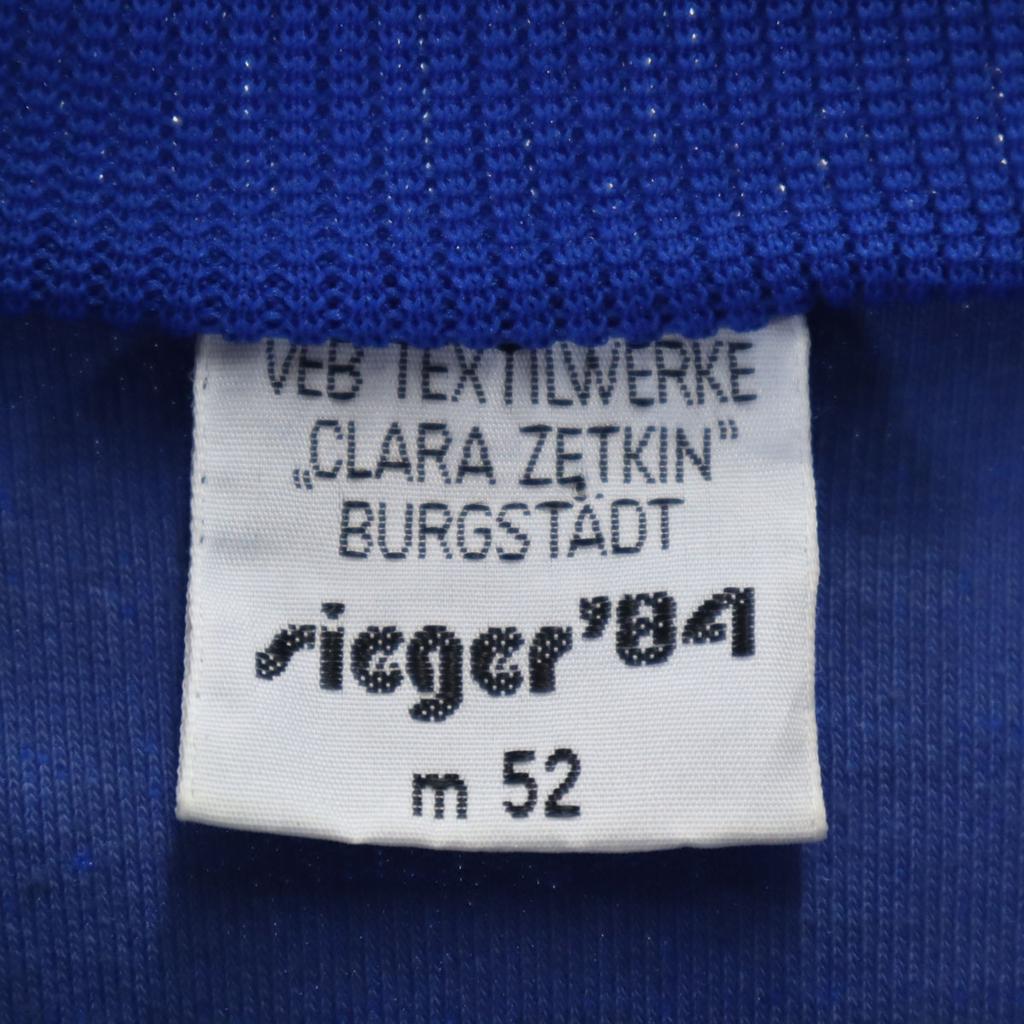 VEB TEXTILWERKE
„CLARA ZETKIN”
BURGSTÄDT
sieger’84
m 52